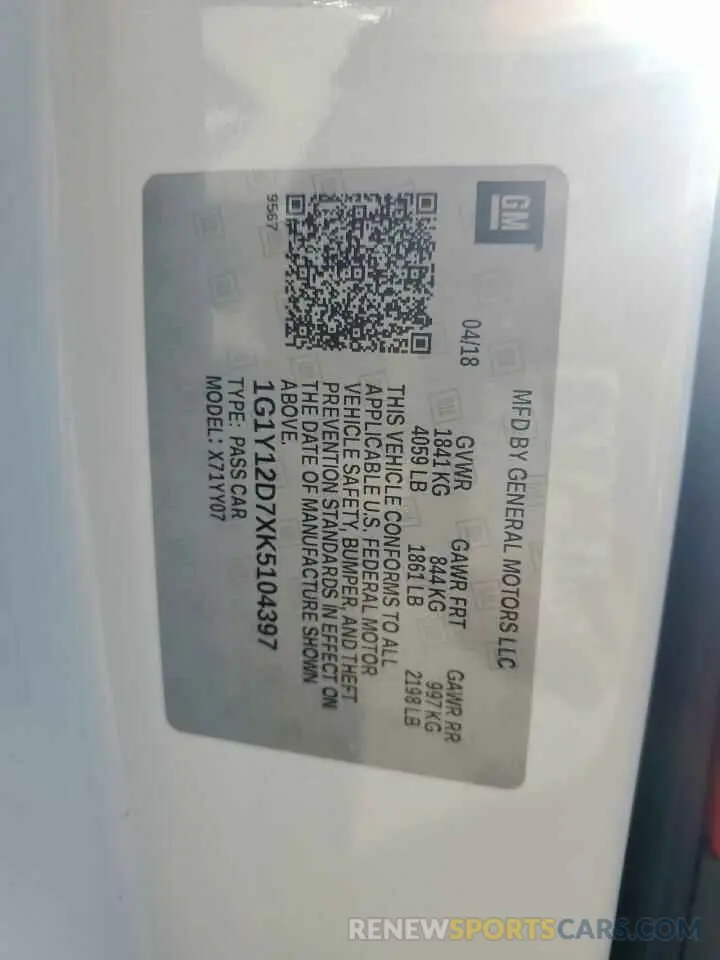 GM
MFD BY GENERAL MOTORS LLC
04/18
GVWR GAWR FRT GAWR RR
1841 KG 844 KG 997 KG
4059 LB 1861 LB 2198 LB
THIS VEHICLE CONFORMS TO ALL
APPLICABLE U.S. FEDERAL MOTOR
VEHICLE SAFETY, BUMPER, AND THEFT
PREVENTION STANDARDS IN EFFECT ON
THE DATE OF MANUFACTURE SHOWN
ABOVE.
1G1Y12D7XK5104397
TYPE: PASS CAR
MODEL: X71YY07
9567
RENEWSPORTSCARS.COM